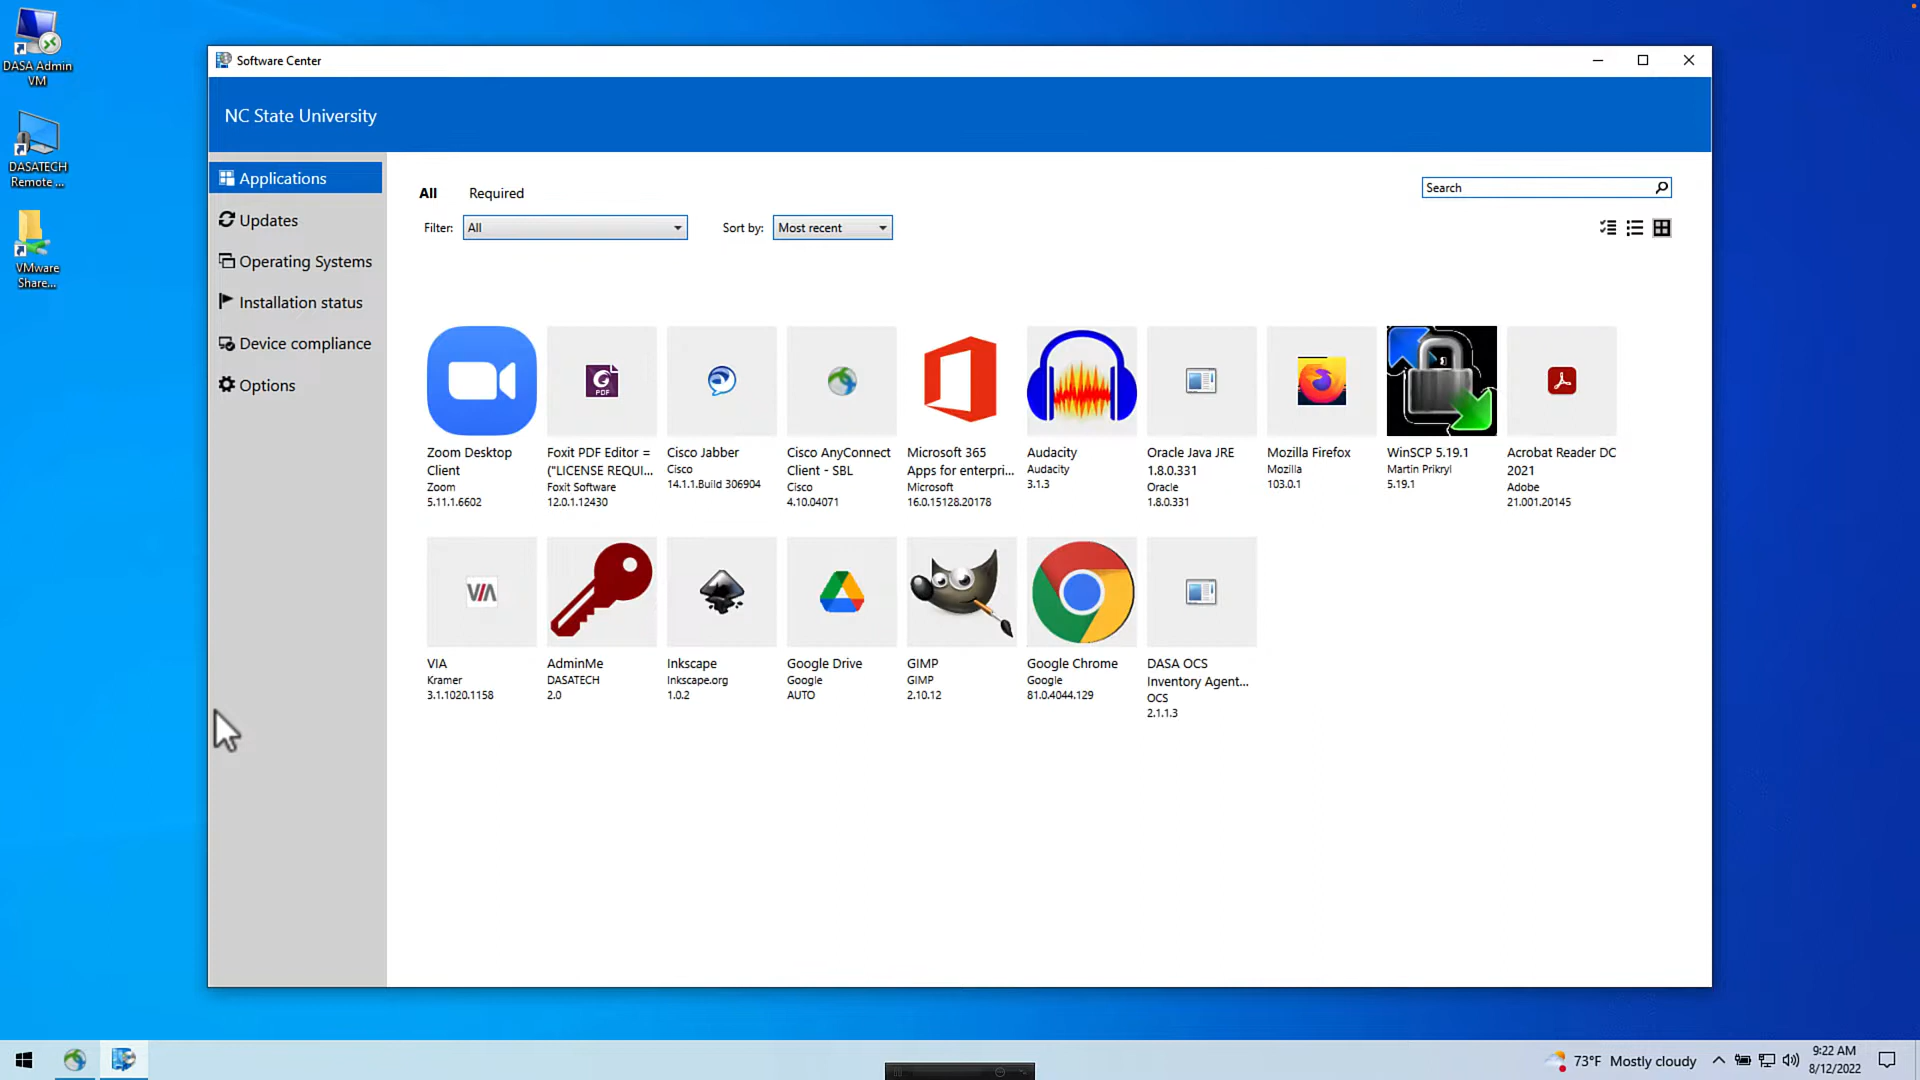 DASA Admin
VM
DASATECH
Remote ...
VMware
Share...
Software Center
NC State University
Applications
Updates
Operating Systems
Installation status
Device compliance
Options
All Required
Search
Filter: All Sort by: Most recent
Zoom Desktop
Client
Zoom
5.11.1.6602
PDF
Foxit PDF Editor =
("LICENSE REQUI...
Foxit Software
12.0.1.12430
Cisco Jabber
Cisco
14.1.1.Build 306904
Cisco AnyConnect
Client - SBL
Cisco
4.10.04071
Microsoft 365
Apps for enterpri...
Microsoft
16.0.15128.20178
Audacity
Audacity
3.1.3
Oracle Java JRE
1.8.0.331
Oracle
1.8.0.331
Mozilla Firefox
Mozilla
103.0.1
WinSCP 5.19.1
Martin Prikryl
5.19.1
Acrobat Reader DC
2021
Adobe
21.001.20145
VIA
VIA
Kramer
3.1.1020.1158
AdminMe
DASATECH
2.0
Inkscape
Inkscape.org
1.0.2
Google Drive
Google
AUTO
GIMP
GIMP
2.10.12
Google Chrome
Google
81.0.4044.129
DASA OCS
Inventory Agent...
OCS
2.1.1.3
73°F Mostly cloudy
9:22 AM
8/12/2022